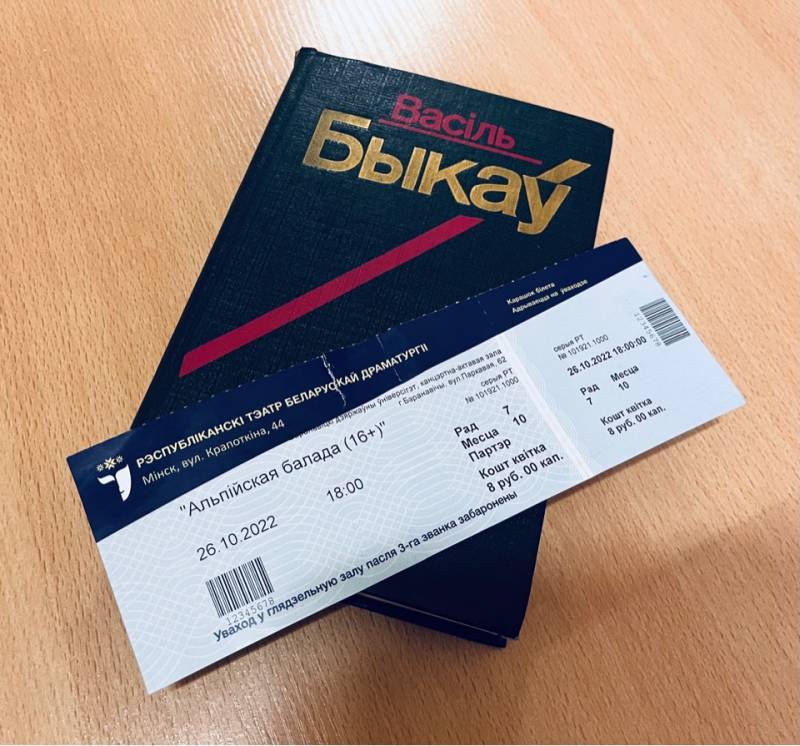 Васіль
Быкаў
Карашок білета
Адрываецца на ўваходзе
РЭСПУБЛІКАНСКІ ТЭАТР БЕЛАРУСКАЙ ДРАМАТУРГІІ
Мінск, вул. Крапоткіна, 44
дзяржаўны ўніверсітэт, канцэртна-актавая зала
г. Баранавічы, вул. Паркавая, 62
серыя РТ
№ 101921.1000
"Альпійская балада (16+)"
26.10.2022
18:00
Рад 7
Месца 10
Партэр
Кошт квітка
8 руб. 00 кап.
12345678
Уваход у глядзельную залу пасля 3-га званка забаронены
серыя РТ
№ 101921.1000
26.10.2022 18:00:00
Рад Месца
7 10
Кошт квітка
8 руб. 00 кап.
12345678